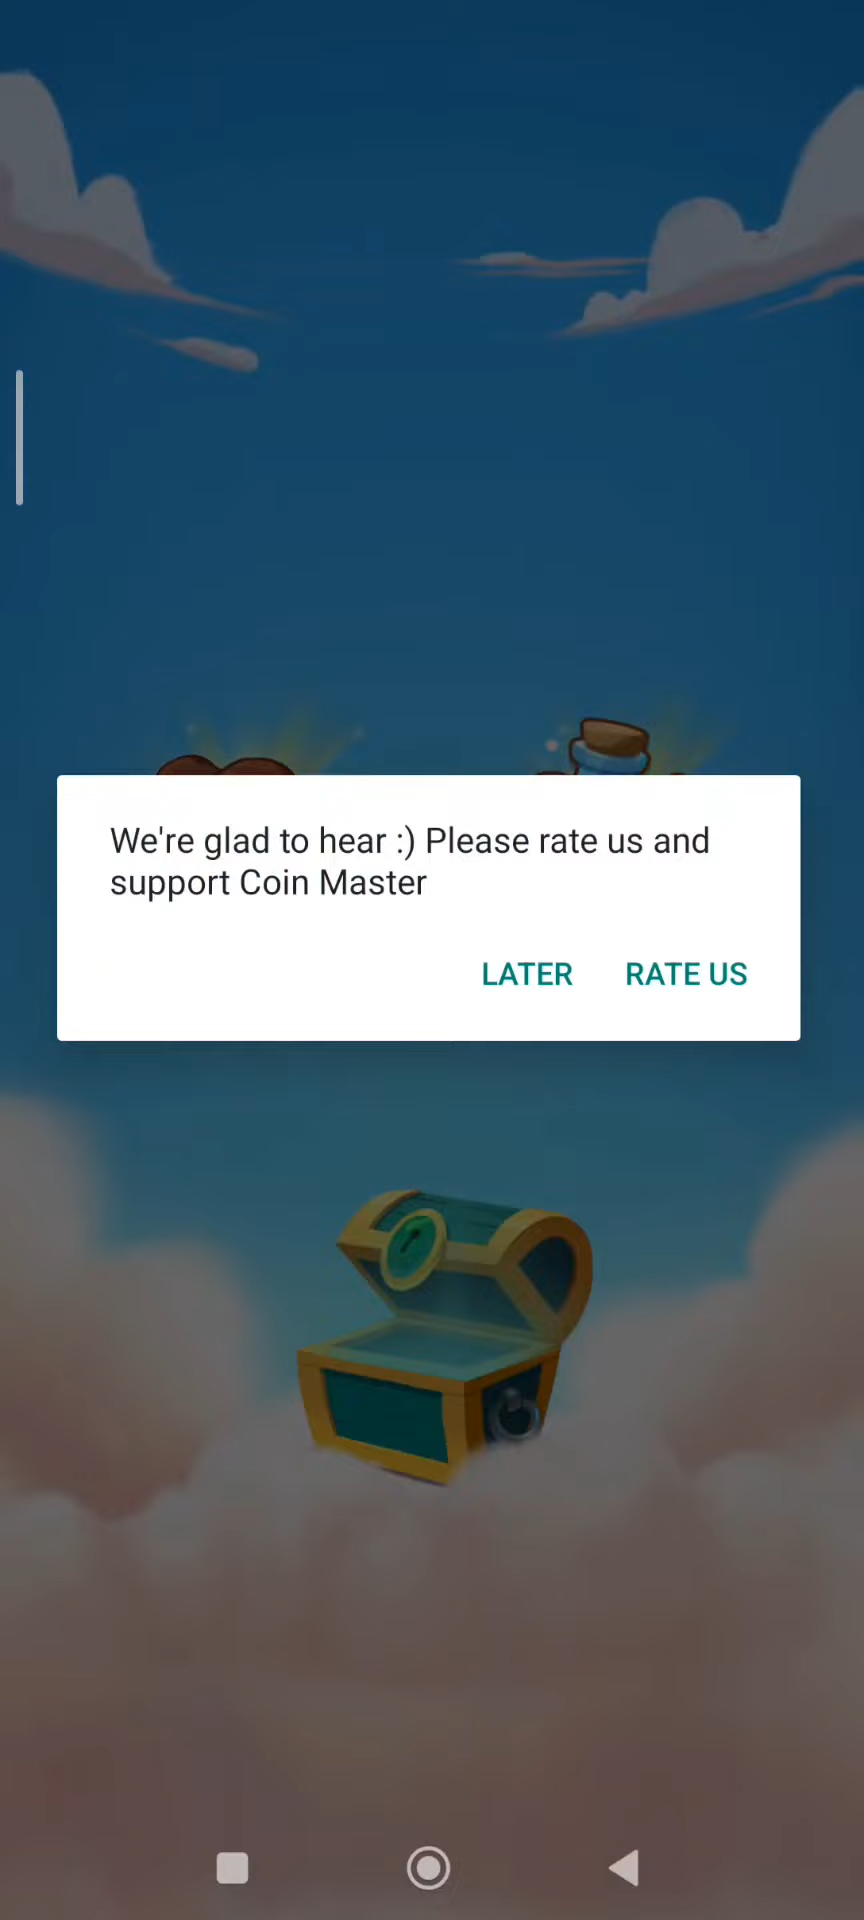 We're glad to hear :) Please rate us and
support Coin Master
LATER RATE US